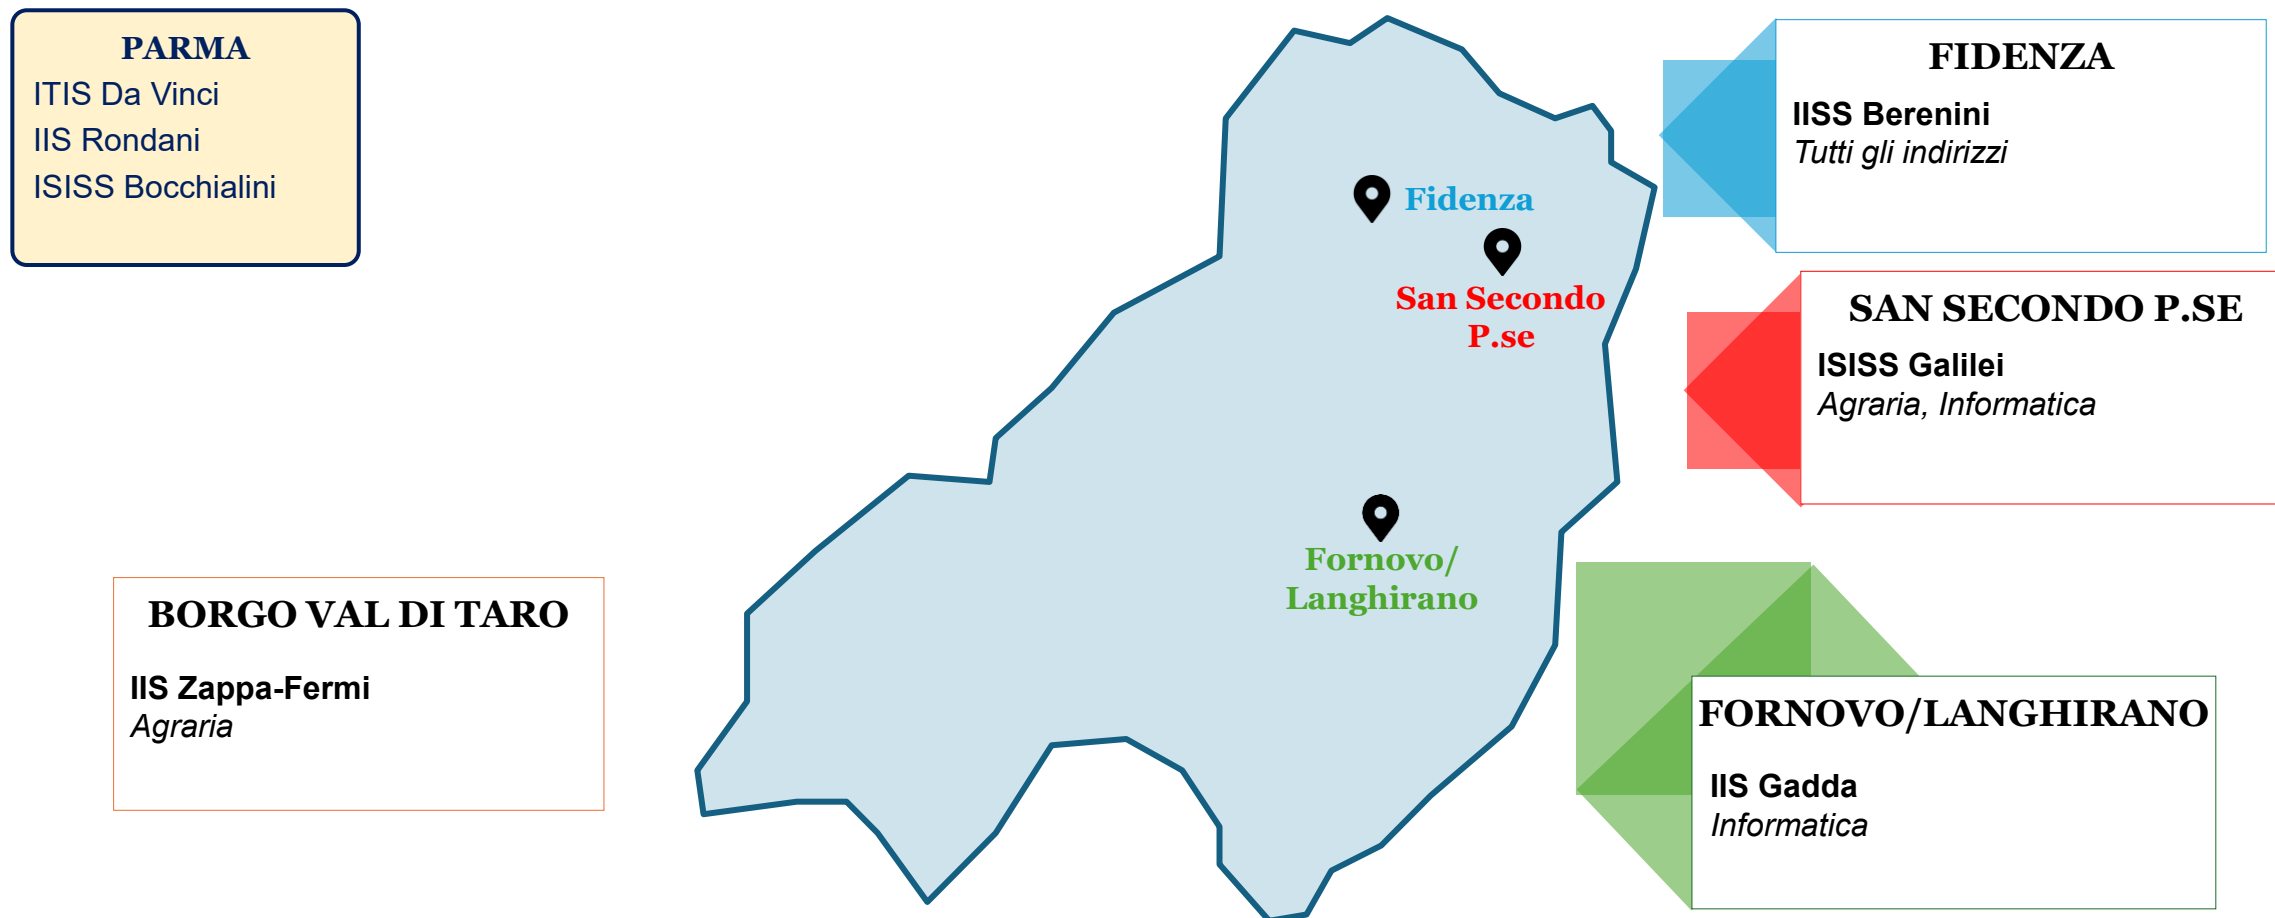 PARMA
ITIS Da Vinci
IIS Rondani
ISISS Bocchialini
Fidenza
San Secondo
P.se
Fornovo/
Langhirano
FIDENZA
IISS Berenini
Tutti gli indirizzi
SAN SECONDO P.SE
ISISS Galilei
Agraria, Informatica
BORGO VAL DI TARO
IIS Zappa-Fermi
Agraria
FORNOVO/LANGHIRANO
IIS Gadda
Informatica